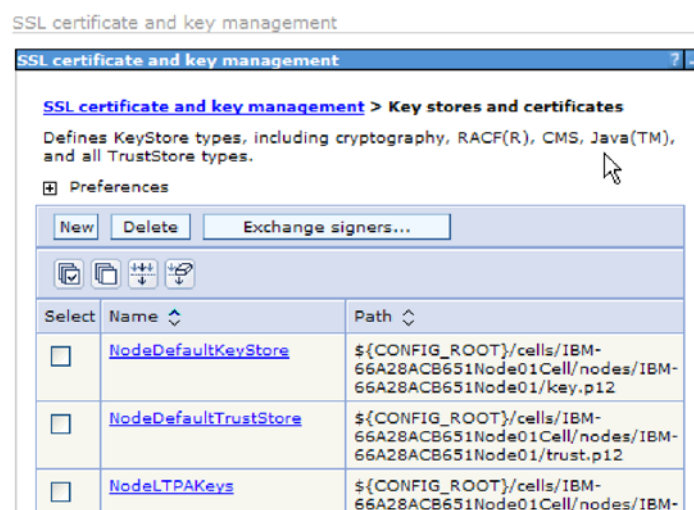 SSL certificate and key management
SSL certificate and key management ? -
SSL certificate and key management > Key stores and certificates
Defines KeyStore types, including cryptography, RACF(R), CMS, Java(TM),
and all TrustStore types.
Preferences
New Delete Exchange signers...
Select Name Path
NodeDefaultKeyStore ${CONFIG_ROOT}/cells/IBM-
66A28ACB651Node01Cell/nodes/IBM-
66A28ACB651Node01/key.p12
NodeDefaultTrustStore ${CONFIG_ROOT}/cells/IBM-
66A28ACB651Node01Cell/nodes/IBM-
66A28ACB651Node01/trust.p12
NodeLTPAKeys ${CONFIG_ROOT}/cells/IBM-
66A28ACB651Node01Cell/nodes/IBM-